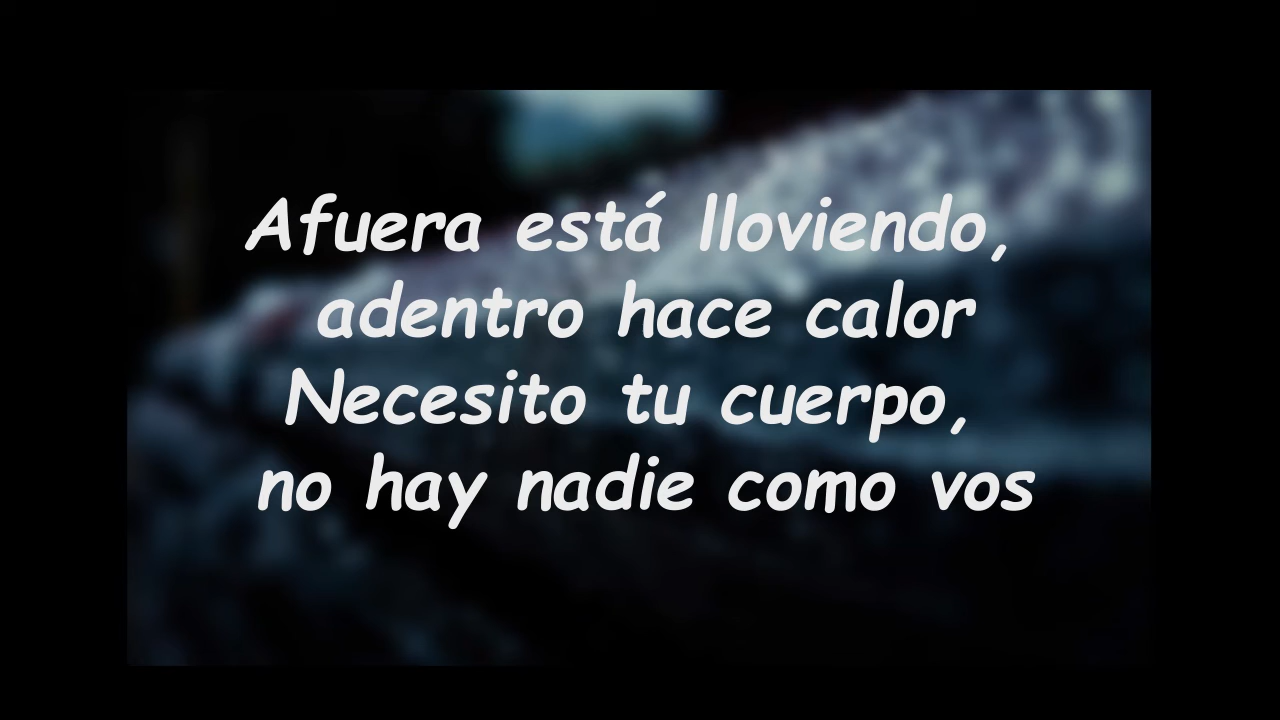 Afuera está lloviendo,
adentro hace calor
Necesito tu cuerpo,
no hay nadie como vos